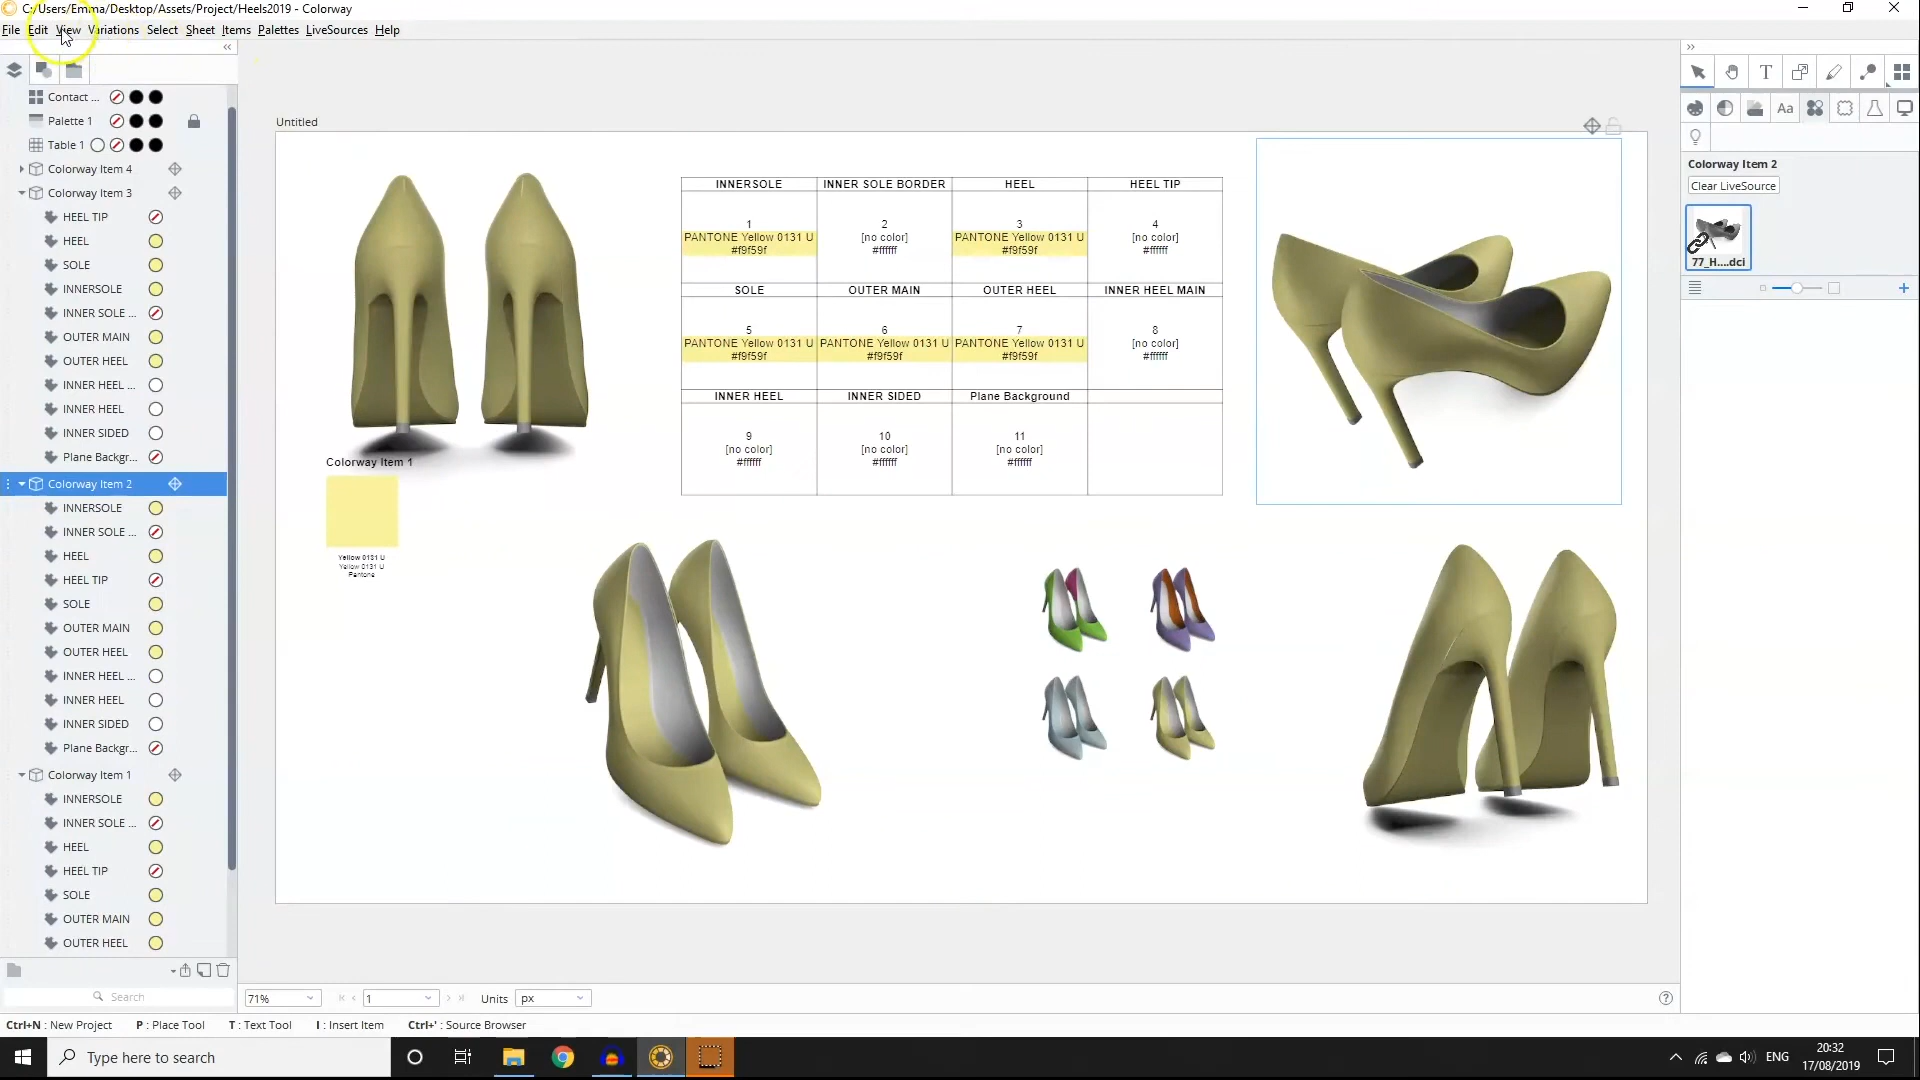 C:/Users/Emma/Desktop/Assets/Project/Heels2019 - Colorway
File Edit View Variations Select Sheet Items Palettes LiveSources Help
Contact ...
Palette 1
Table 1
Colorway Item 4
Colorway Item 3
HEEL TIP
HEEL
SOLE
INNERSOLE
INNER SOLE ...
OUTER MAIN
OUTER HEEL
INNER HEEL ...
INNER HEEL
INNER SIDED
Plane Backgr...
Colorway Item 2
INNERSOLE
INNER SOLE ...
HEEL
HEEL TIP
SOLE
OUTER MAIN
OUTER HEEL
INNER HEEL ...
INNER HEEL
INNER SIDED
Plane Backgr...
Colorway Item 1
INNERSOLE
INNER SOLE ...
HEEL
HEEL TIP
SOLE
OUTER MAIN
OUTER HEEL
Search
Untitled
INNERSOLE INNER SOLE BORDER HEEL HEEL TIP
1 2 3 4
PANTONE Yellow 0131 U [no color] PANTONE Yellow 0131 U [no color]
#f9f59f #ffffff #f9f59f #ffffff
SOLE OUTER MAIN OUTER HEEL INNER HEEL MAIN
5 6 7 8
PANTONE Yellow 0131 U PANTONE Yellow 0131 U PANTONE Yellow 0131 U [no color]
#f9f59f #f9f59f #f9f59f #ffffff
INNER HEEL INNER SIDED Plane Background
9 10 11
[no color] [no color] [no color]
#ffffff #ffffff #ffffff
Colorway Item 1
Yellow 0131 U
Yellow 0131 U
Pantone
T
Aa
Colorway Item 2
Clear LiveSource
77_H....dci
71% 1 Units px
?
Ctrl+N : New Project P : Place Tool T : Text Tool I : Insert Item Ctrl+' : Source Browser
Type here to search
ENG
20:32
17/08/2019